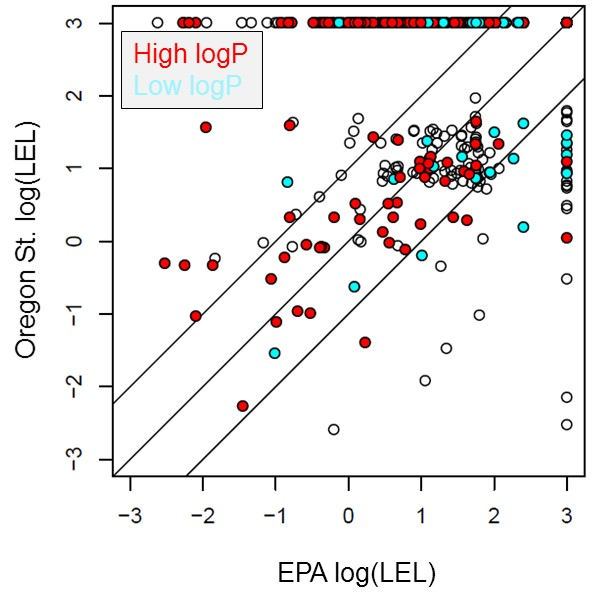 High logP
Low logP
3
2
1
0
−1
−2
−3
Oregon St. log(LEL)
−3 −2 −1 0 1 2 3
EPA log(LEL)